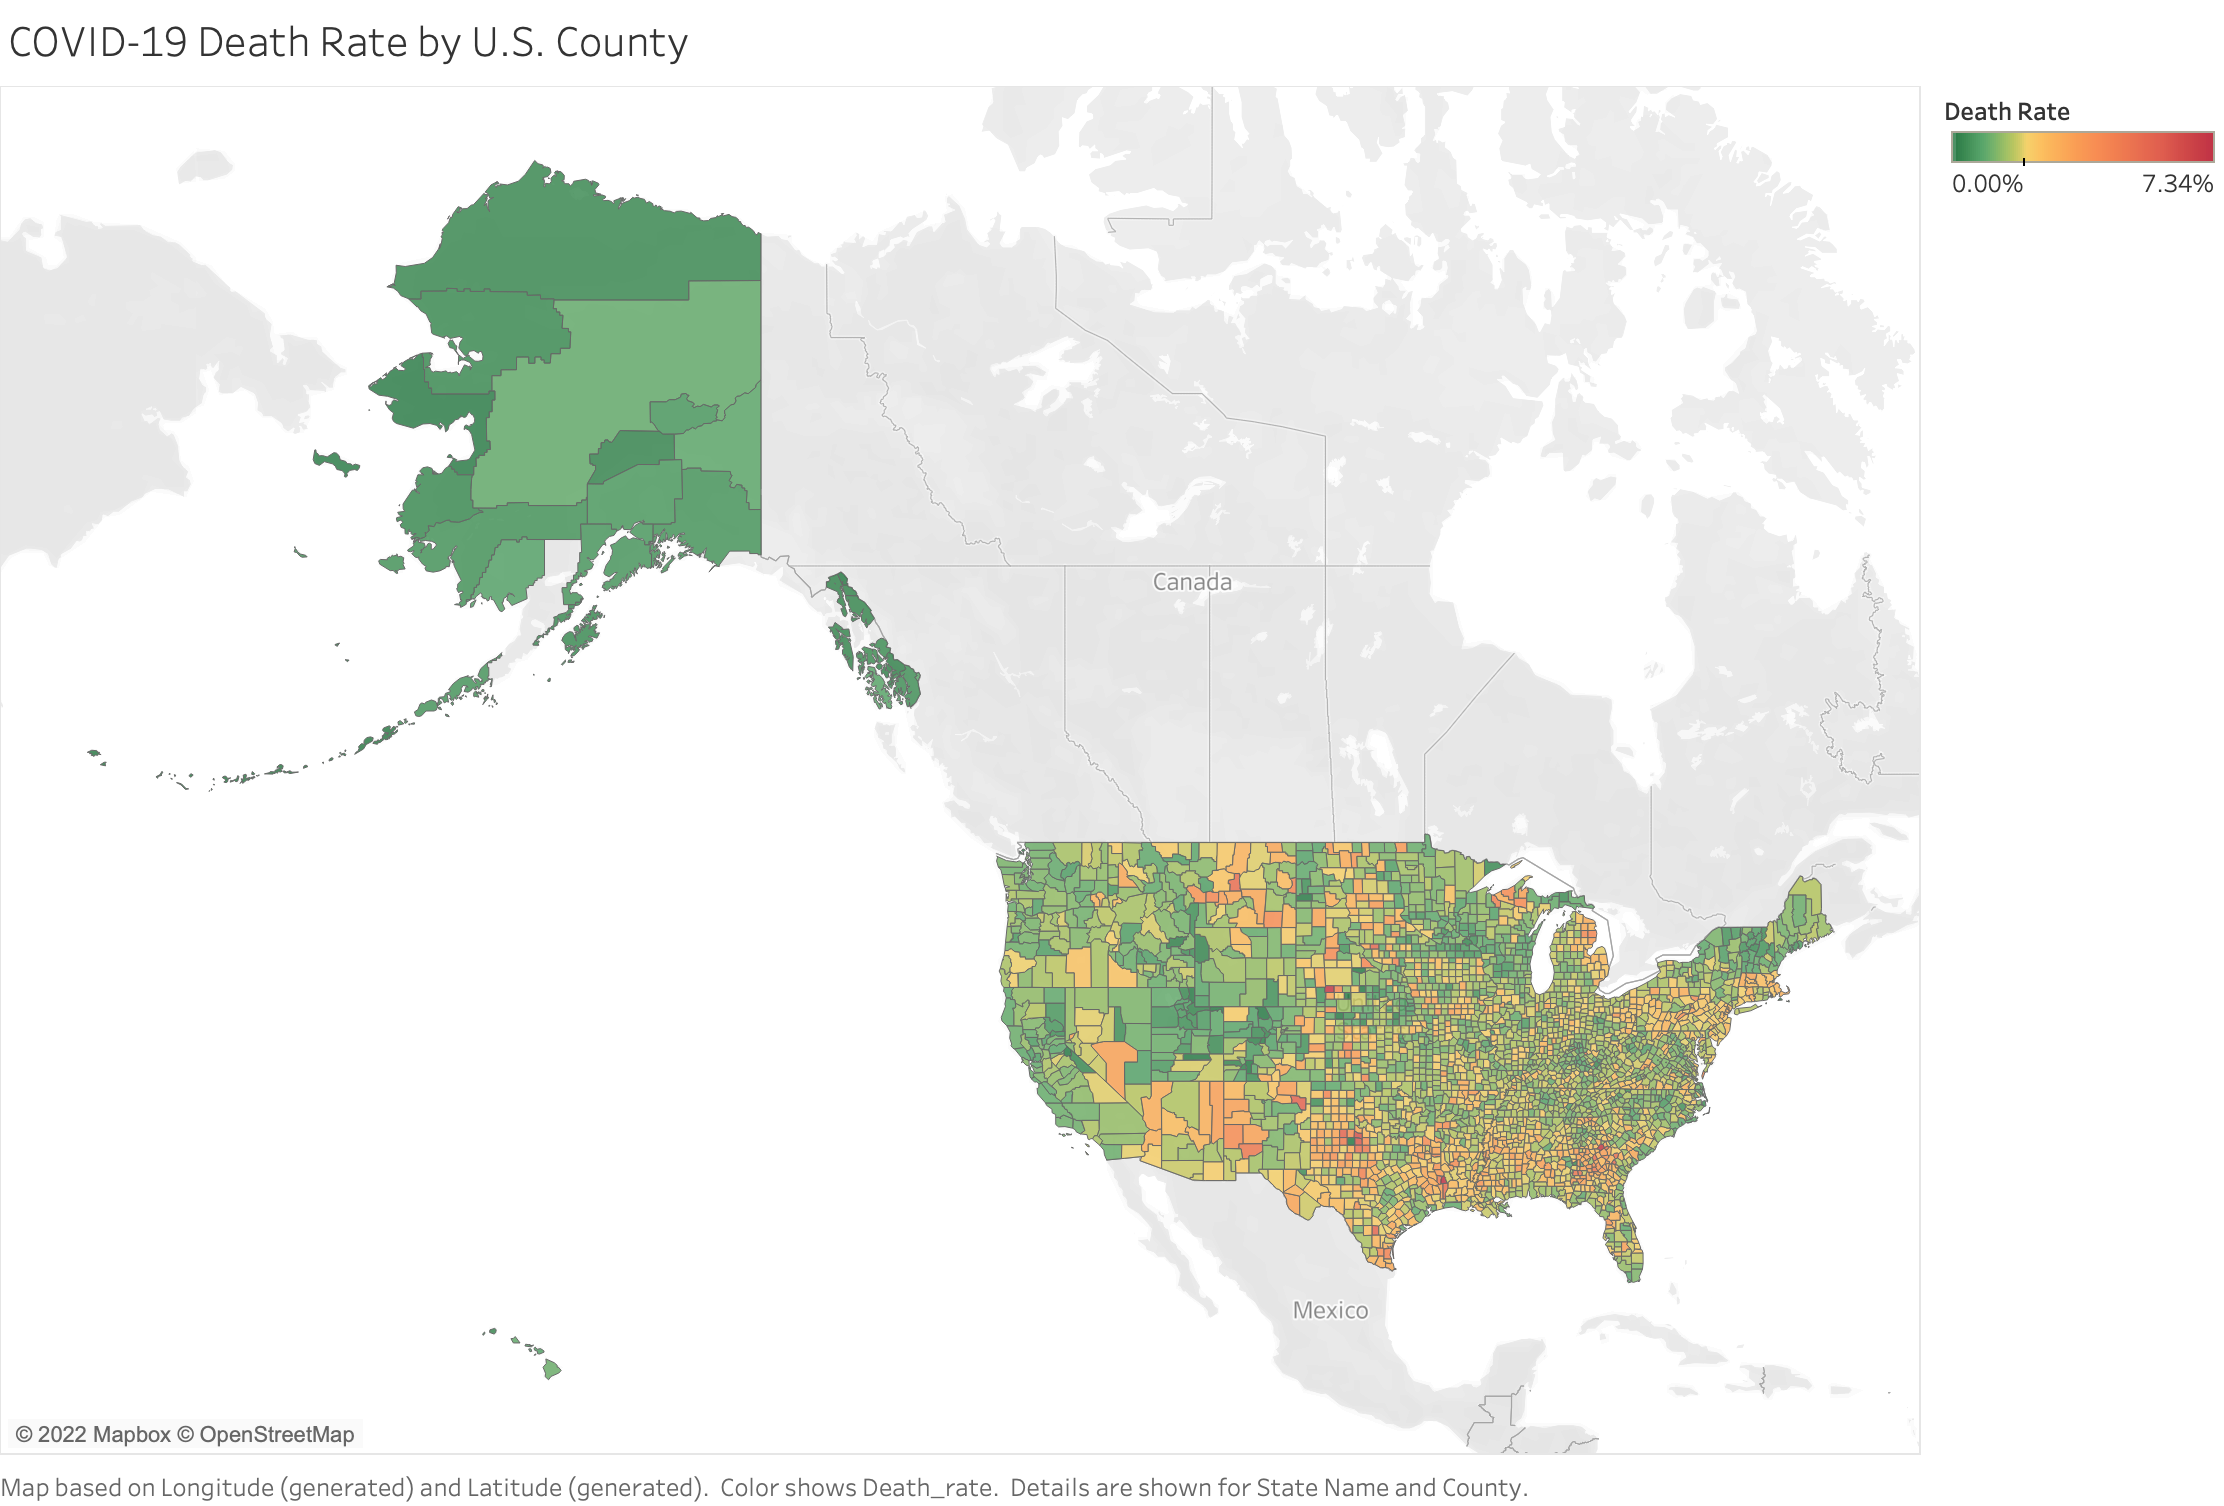 COVID-19 Death Rate by U.S. County
Death Rate
0.00% 7.34%
Canada
Mexico
© 2022 Mapbox © OpenStreetMap
Map based on Longitude (generated) and Latitude (generated). Color shows Death_rate. Details are shown for State Name and County.